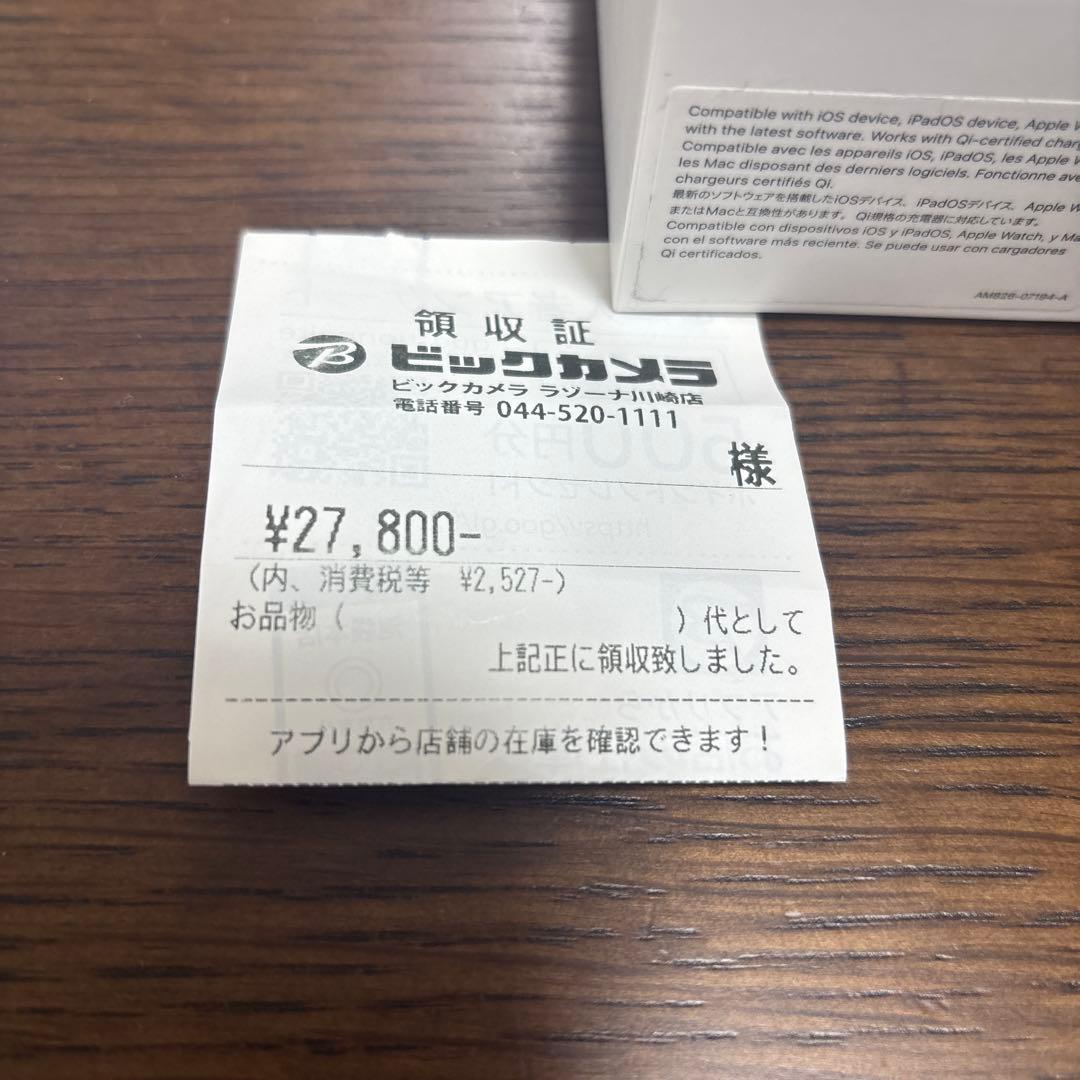 Compatible with iOS device, iPadOS device, Apple W
with the latest software. Works with Qi-certified charg
Compatible avec les appareils iOS, iPadOS, les Apple W
les Mac disposant des derniers logiciels. Fonctionne ave
chargeurs certifiés Qi.
最新のソフトウェアを搭載したiOSデバイス、iPadOSデバイス、Apple W
またはMacと互換性があります。Qi規格の充電器に対応しています。
Compatible con dispositivos iOS y iPadOS, Apple Watch, y Ma
con el software más reciente. Se puede usar con cargadores
Qi certificados.
AM826-07194-A
領収証
ビックカメラ
ビックカメラ ラゾーナ川崎店
電話番号 044-520-1111
様
¥27,800-
(内、消費税等 ¥2,527-)
お品物( )代として
上記正に領収致しました。
アプリから店舗の在庫を確認できます!